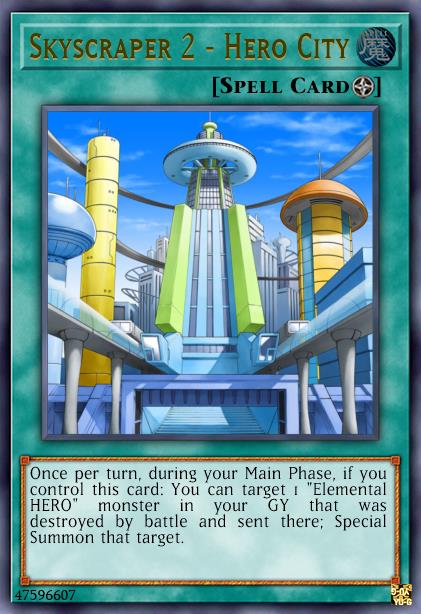 Skyscraper 2 - Hero City
[Spell Card]
Once per turn, during your Main Phase, if you
control this card: You can target 1 "Elemental
HERO" monster in your GY that was
destroyed by battle and sent there; Special
Summon that target.
47596607